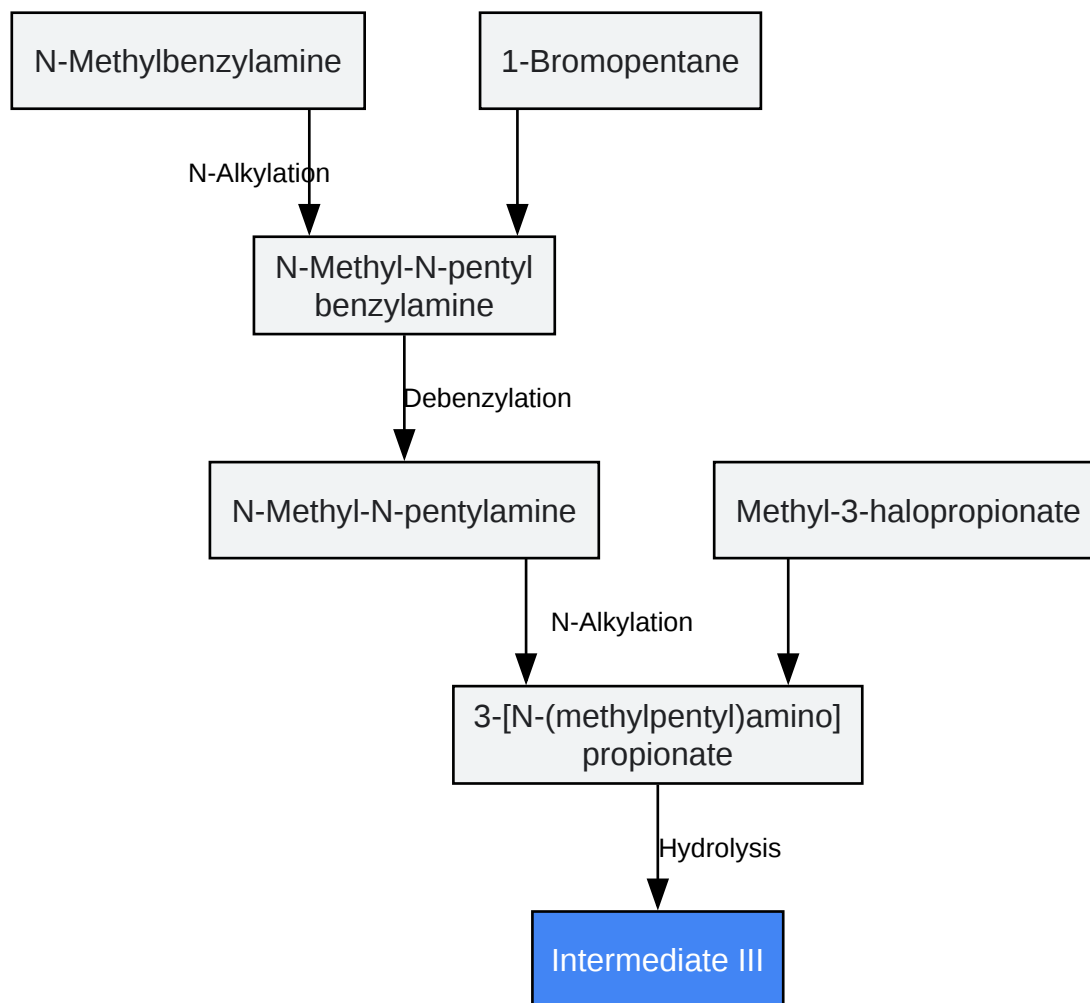 N-Methylbenzylamine
1-Bromopentane
N-Alkylation
N-Methyl-N-pentyl
benzylamine
Debenzylation
N-Methyl-N-pentylamine
Methyl-3-halopropionate
N-Alkylation
3-[N-(methylpentyl)amino]
propionate
Hydrolysis
Intermediate III